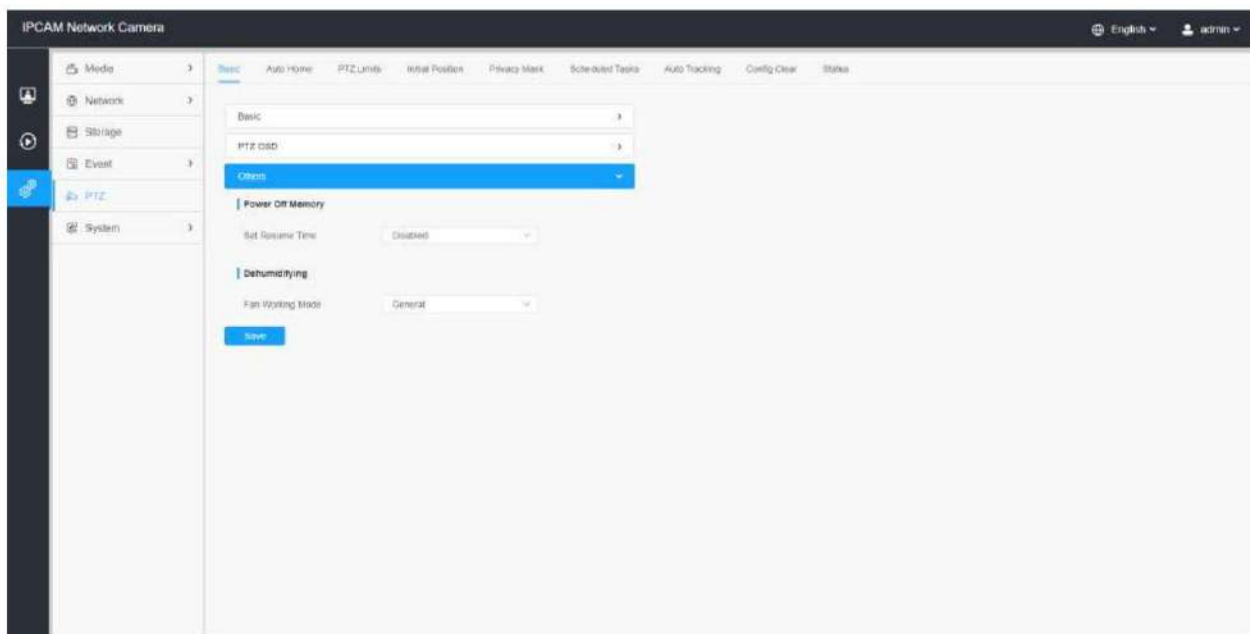 IPCAM Network Camera
English
admin
Media
Network
Storage
Event
PTZ
System
Basic Auto Home PTZ Limits Initial Position Privacy Mask Scheduled Tasks Auto Tracking Config Clear Status
Basic
PTZ OSD
Others
Power Off Memory
Set Resume Time Disabled
Dehumidifying
Fan Working Mode General
Save